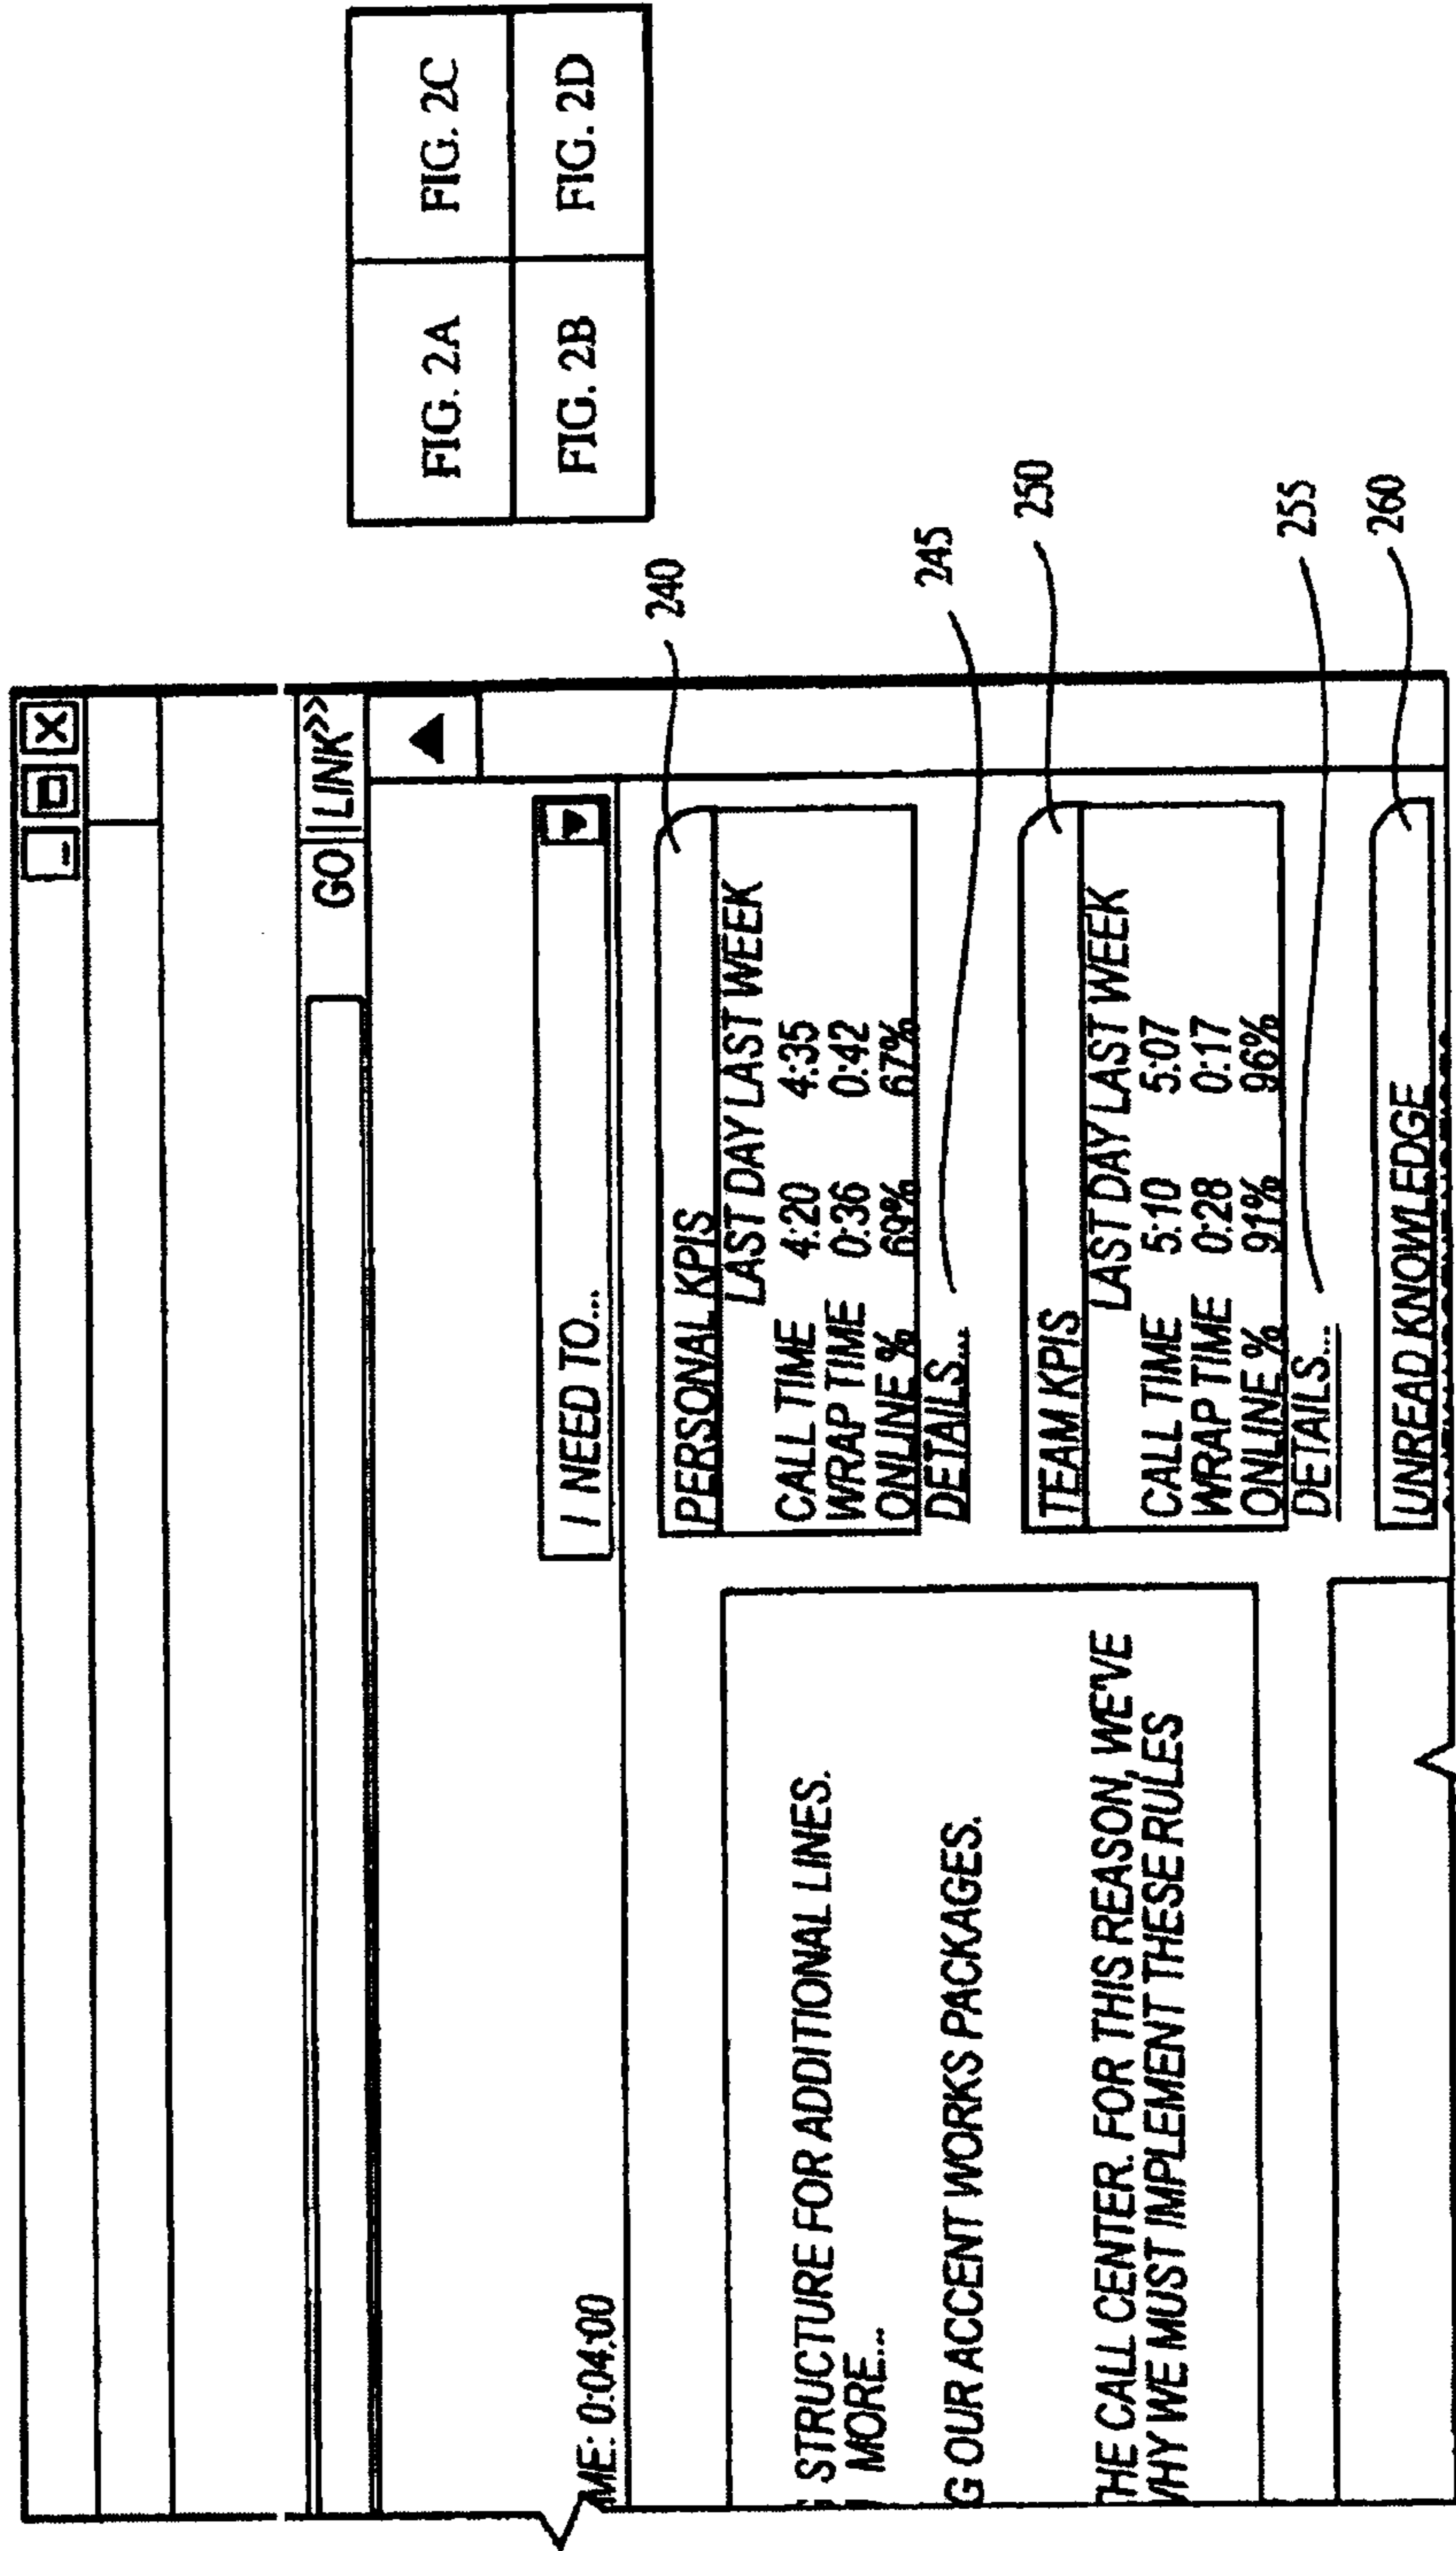 FIG. 2A FIG. 2C
FIG. 2B FIG. 2D
GO LINK>>
ME: 0:04:00
I NEED TO...
STRUCTURE FOR ADDITIONAL LINES.
MORE...
G OUR ACCENT WORKS PACKAGES.
THE CALL CENTER. FOR THIS REASON, WE'VE
WHY WE MUST IMPLEMENT THESE RULES
PERSONAL KPIS
LAST DAY LAST WEEK
CALL TIME 4:20 4:35
WRAP TIME 0:36 0:42
ONLINE % 69% 67%
DETAILS...
240
245
TEAM KPIS
LAST DAY LAST WEEK
CALL TIME 5:10 5:07
WRAP TIME 0:28 0:17
ONLINE % 91% 96%
DETAILS...
250
255
UNREAD KNOWLEDGE
260